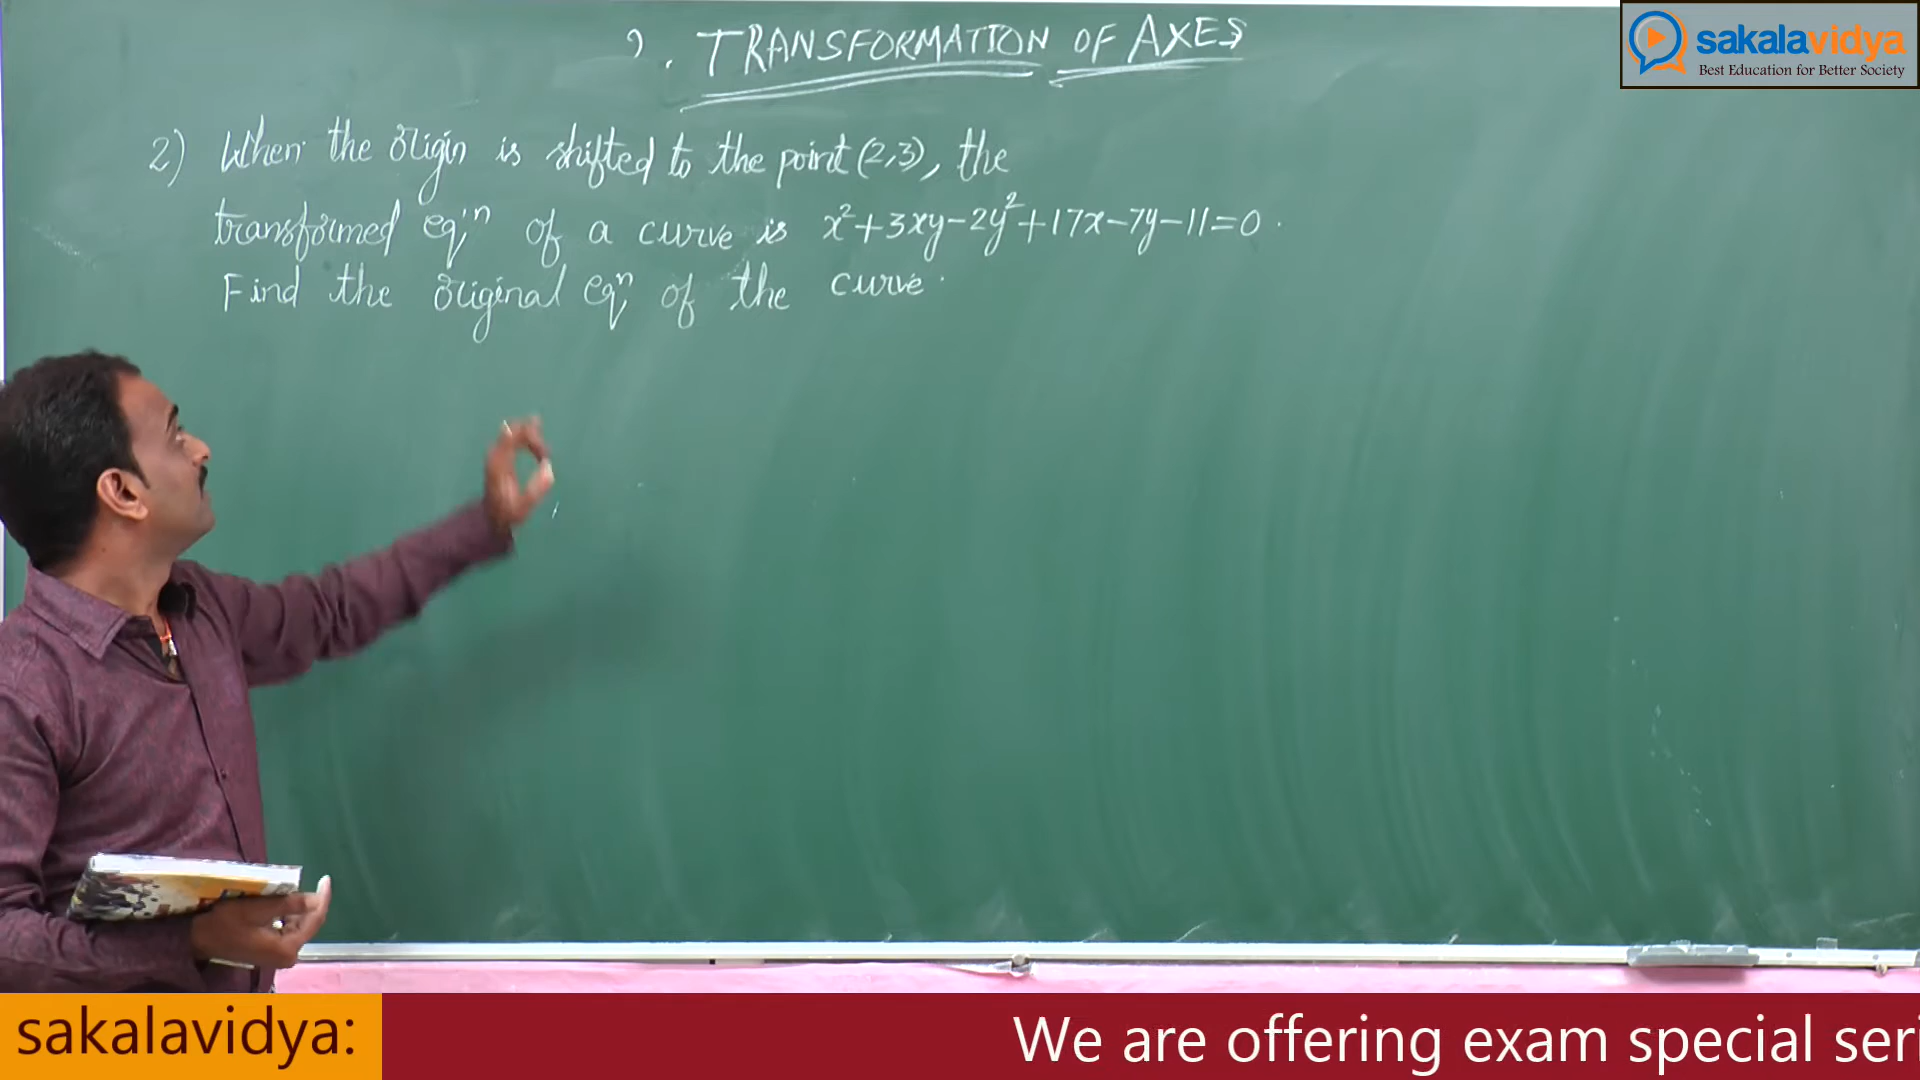 2. TRANSFORMATION OF AXES
sakalavidya
Best Education for Better Society
2) When the origin is shifted to the point (2,3), the
transformed eq'n of a curve is x²+3xy-2y²+17x-7y-11=0.
Find the original eqn of the curve.
sakalavidya: We are offering exam special seri